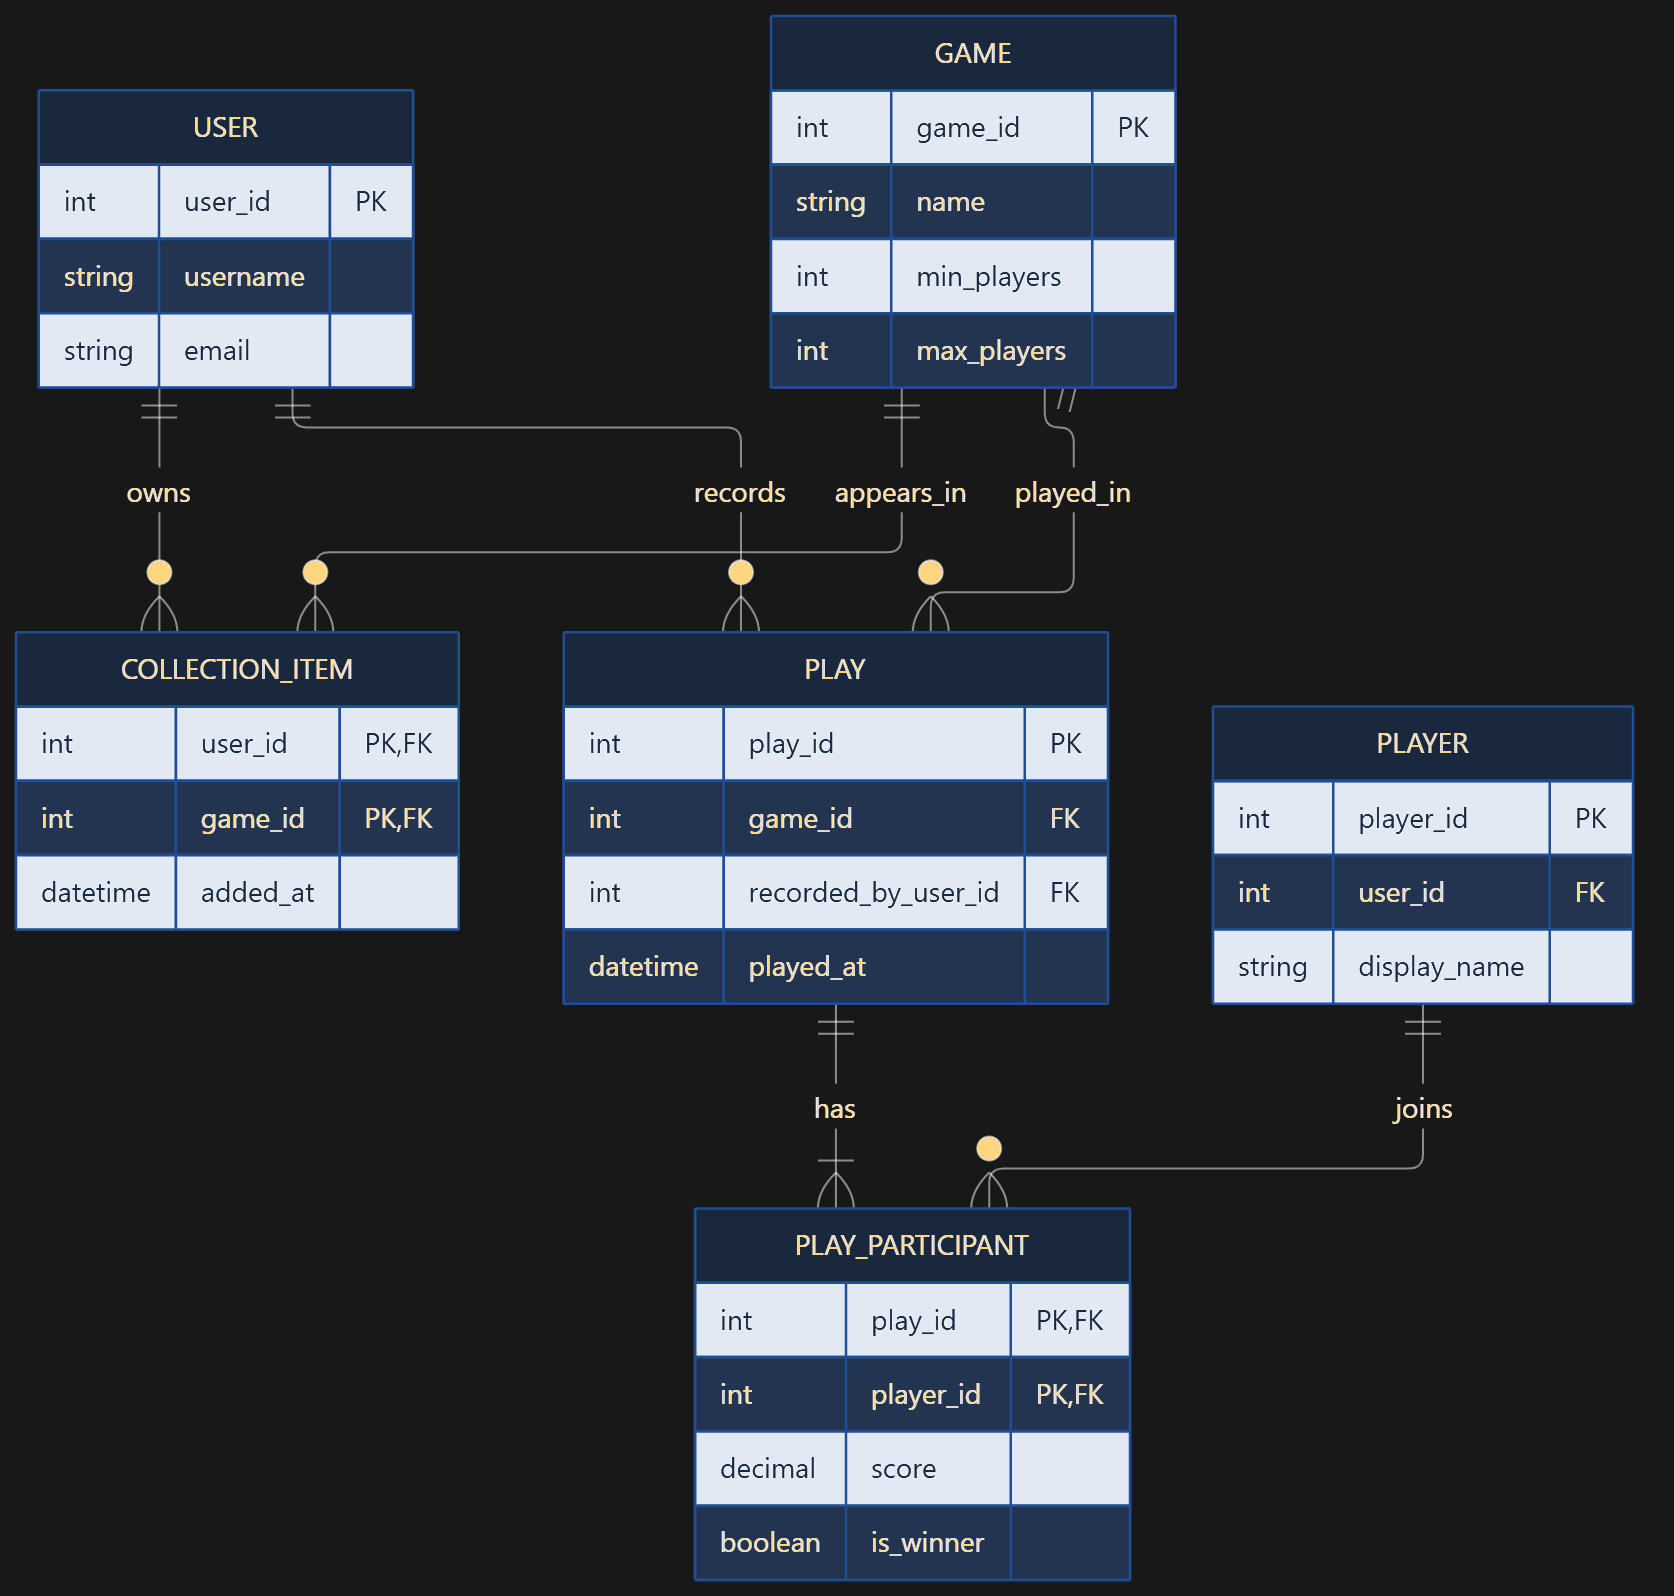 GAME
int game_id PK
string name
int min_players
int max_players
USER
int user_id PK
string username
string email
owns
records
appears_in
played_in
COLLECTION_ITEM
int user_id PK,FK
int game_id PK,FK
datetime added_at
PLAY
int play_id PK
int game_id FK
int recorded_by_user_id FK
datetime played_at
PLAYER
int player_id PK
int user_id FK
string display_name
has
joins
PLAY_PARTICIPANT
int play_id PK,FK
int player_id PK,FK
decimal score
boolean is_winner